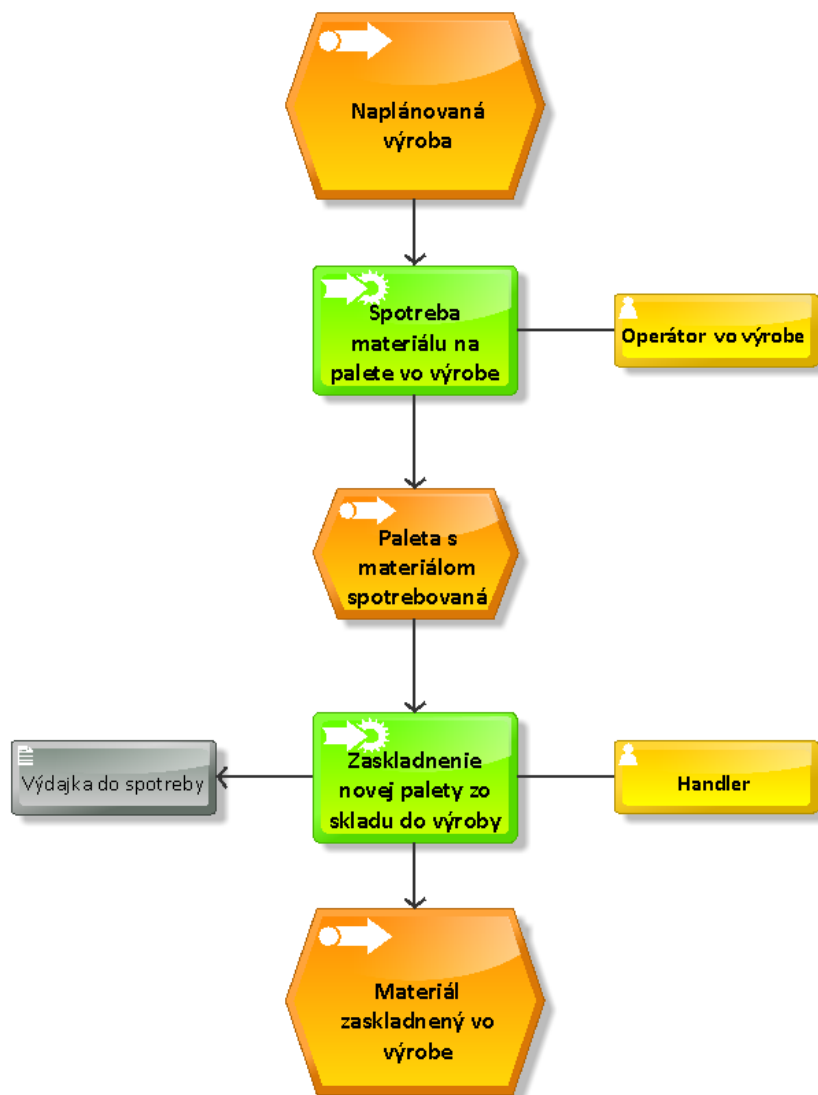 Naplánovaná
výroba
Spotreba
materiálu na
palete vo výrobe
Operátor vo výrobe
Paleta s
materiálom
spotrebovaná
Výdajka do spotreby
Zaskladnenie
novej palety zo
skladu do výroby
Handler
Materiál
zaskladnený vo
výrobe